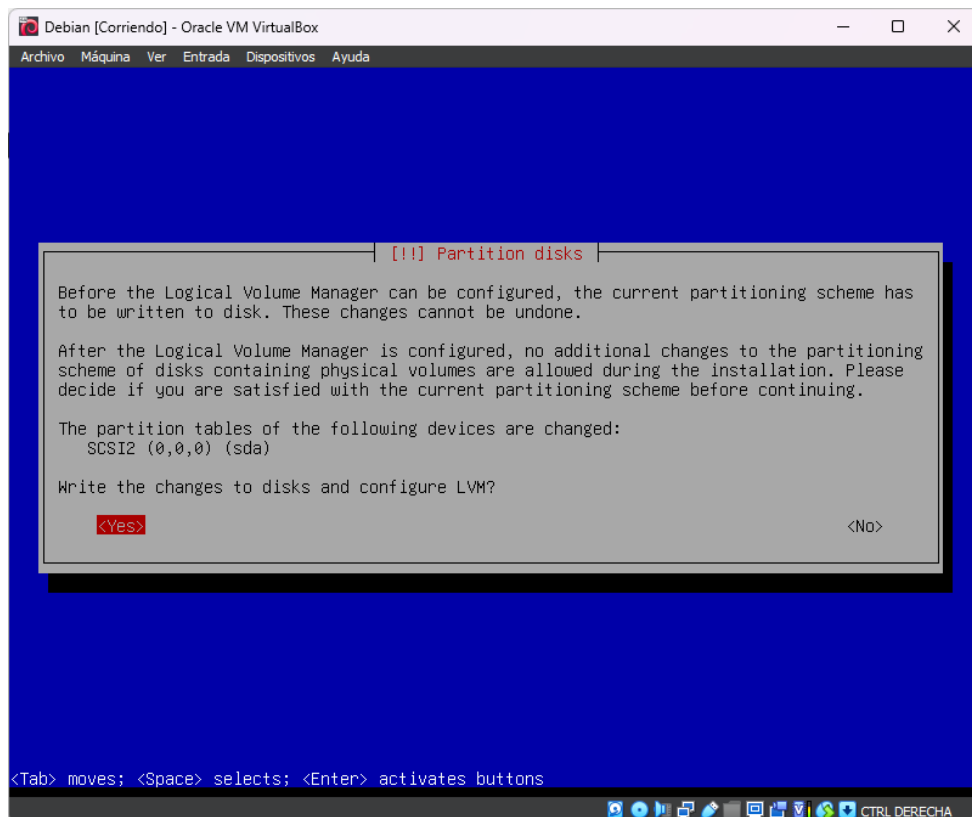 Debian [Corriendo] - Oracle VM VirtualBox
Archivo Máquina Ver Entrada Dispositivos Ayuda
[!!] Partition disks
Before the Logical Volume Manager can be configured, the current partitioning scheme has
to be written to disk. These changes cannot be undone.
After the Logical Volume Manager is configured, no additional changes to the partitioning
scheme of disks containing physical volumes are allowed during the installation. Please
decide if you are satisfied with the current partitioning scheme before continuing.
The partition tables of the following devices are changed:
SCSI2 (0,0,0) (sda)
Write the changes to disks and configure LVM?
<Yes> <No>
<Tab> moves; <Space> selects; <Enter> activates buttons
CTRL DERECHA